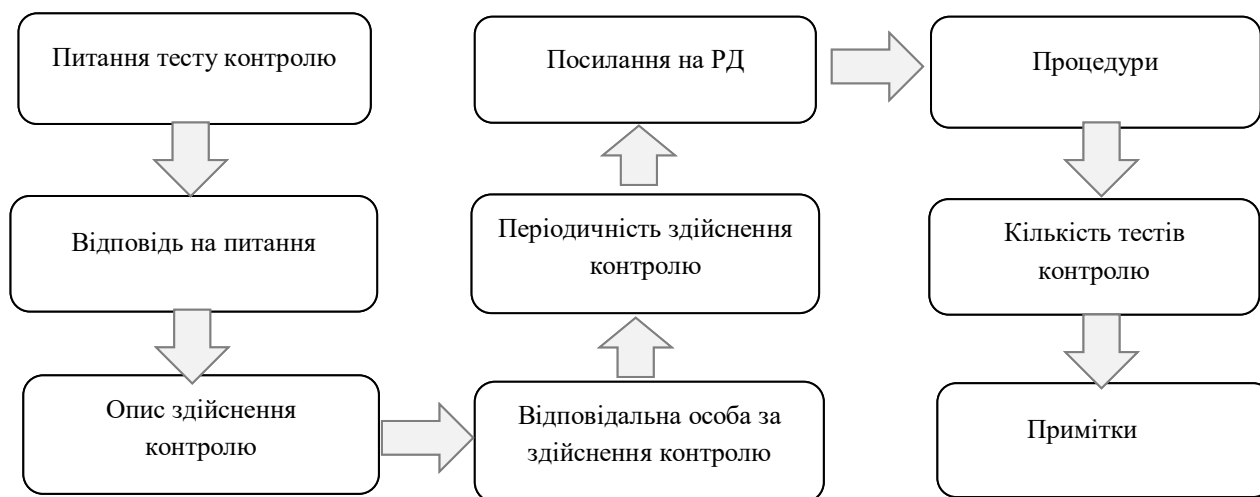 Питання тесту контролю
Відповідь на питання
Опис здійснення
контролю
Відповідальна особа за
здійснення контролю
Періодичність здійснення
контролю
Посилання на РД
Процедури
Кількість тестів
контролю
Примітки